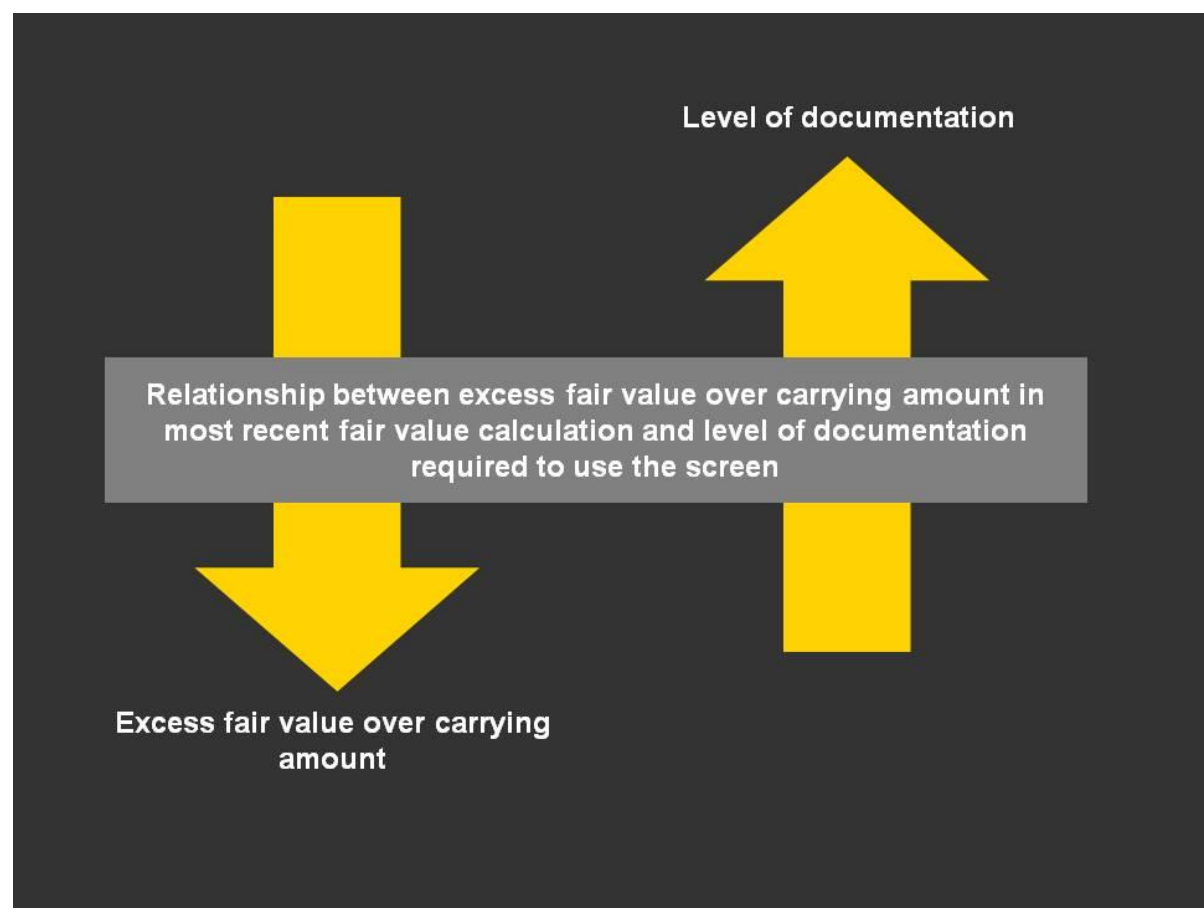 Level of documentation
Relationship between excess fair value over carrying amount in
most recent fair value calculation and level of documentation
required to use the screen
Excess fair value over carrying
amount